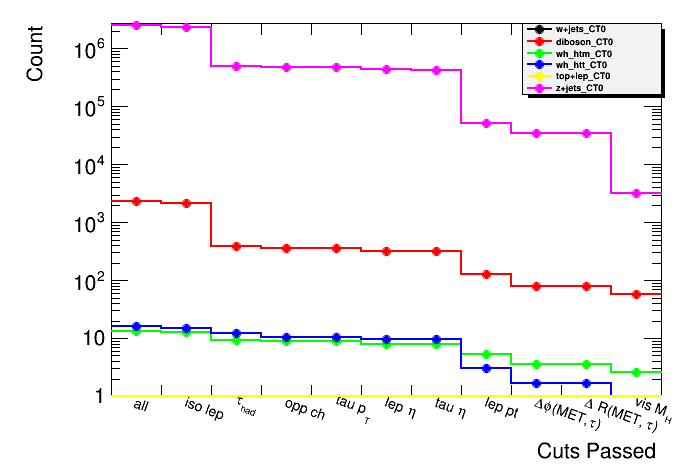 Count
10^6
10^5
10^4
10^3
10^2
10
1
w+jets_CT0
diboson_CT0
wh_htm_CT0
wh_htt_CT0
top+lep_CT0
z+jets_CT0
all
iso lep
τ_had
opp ch
tau p_T
lep η
tau η
lep pt
Δφ(MET,τ)
Δ R(MET, τ)
vis M_H
Cuts Passed